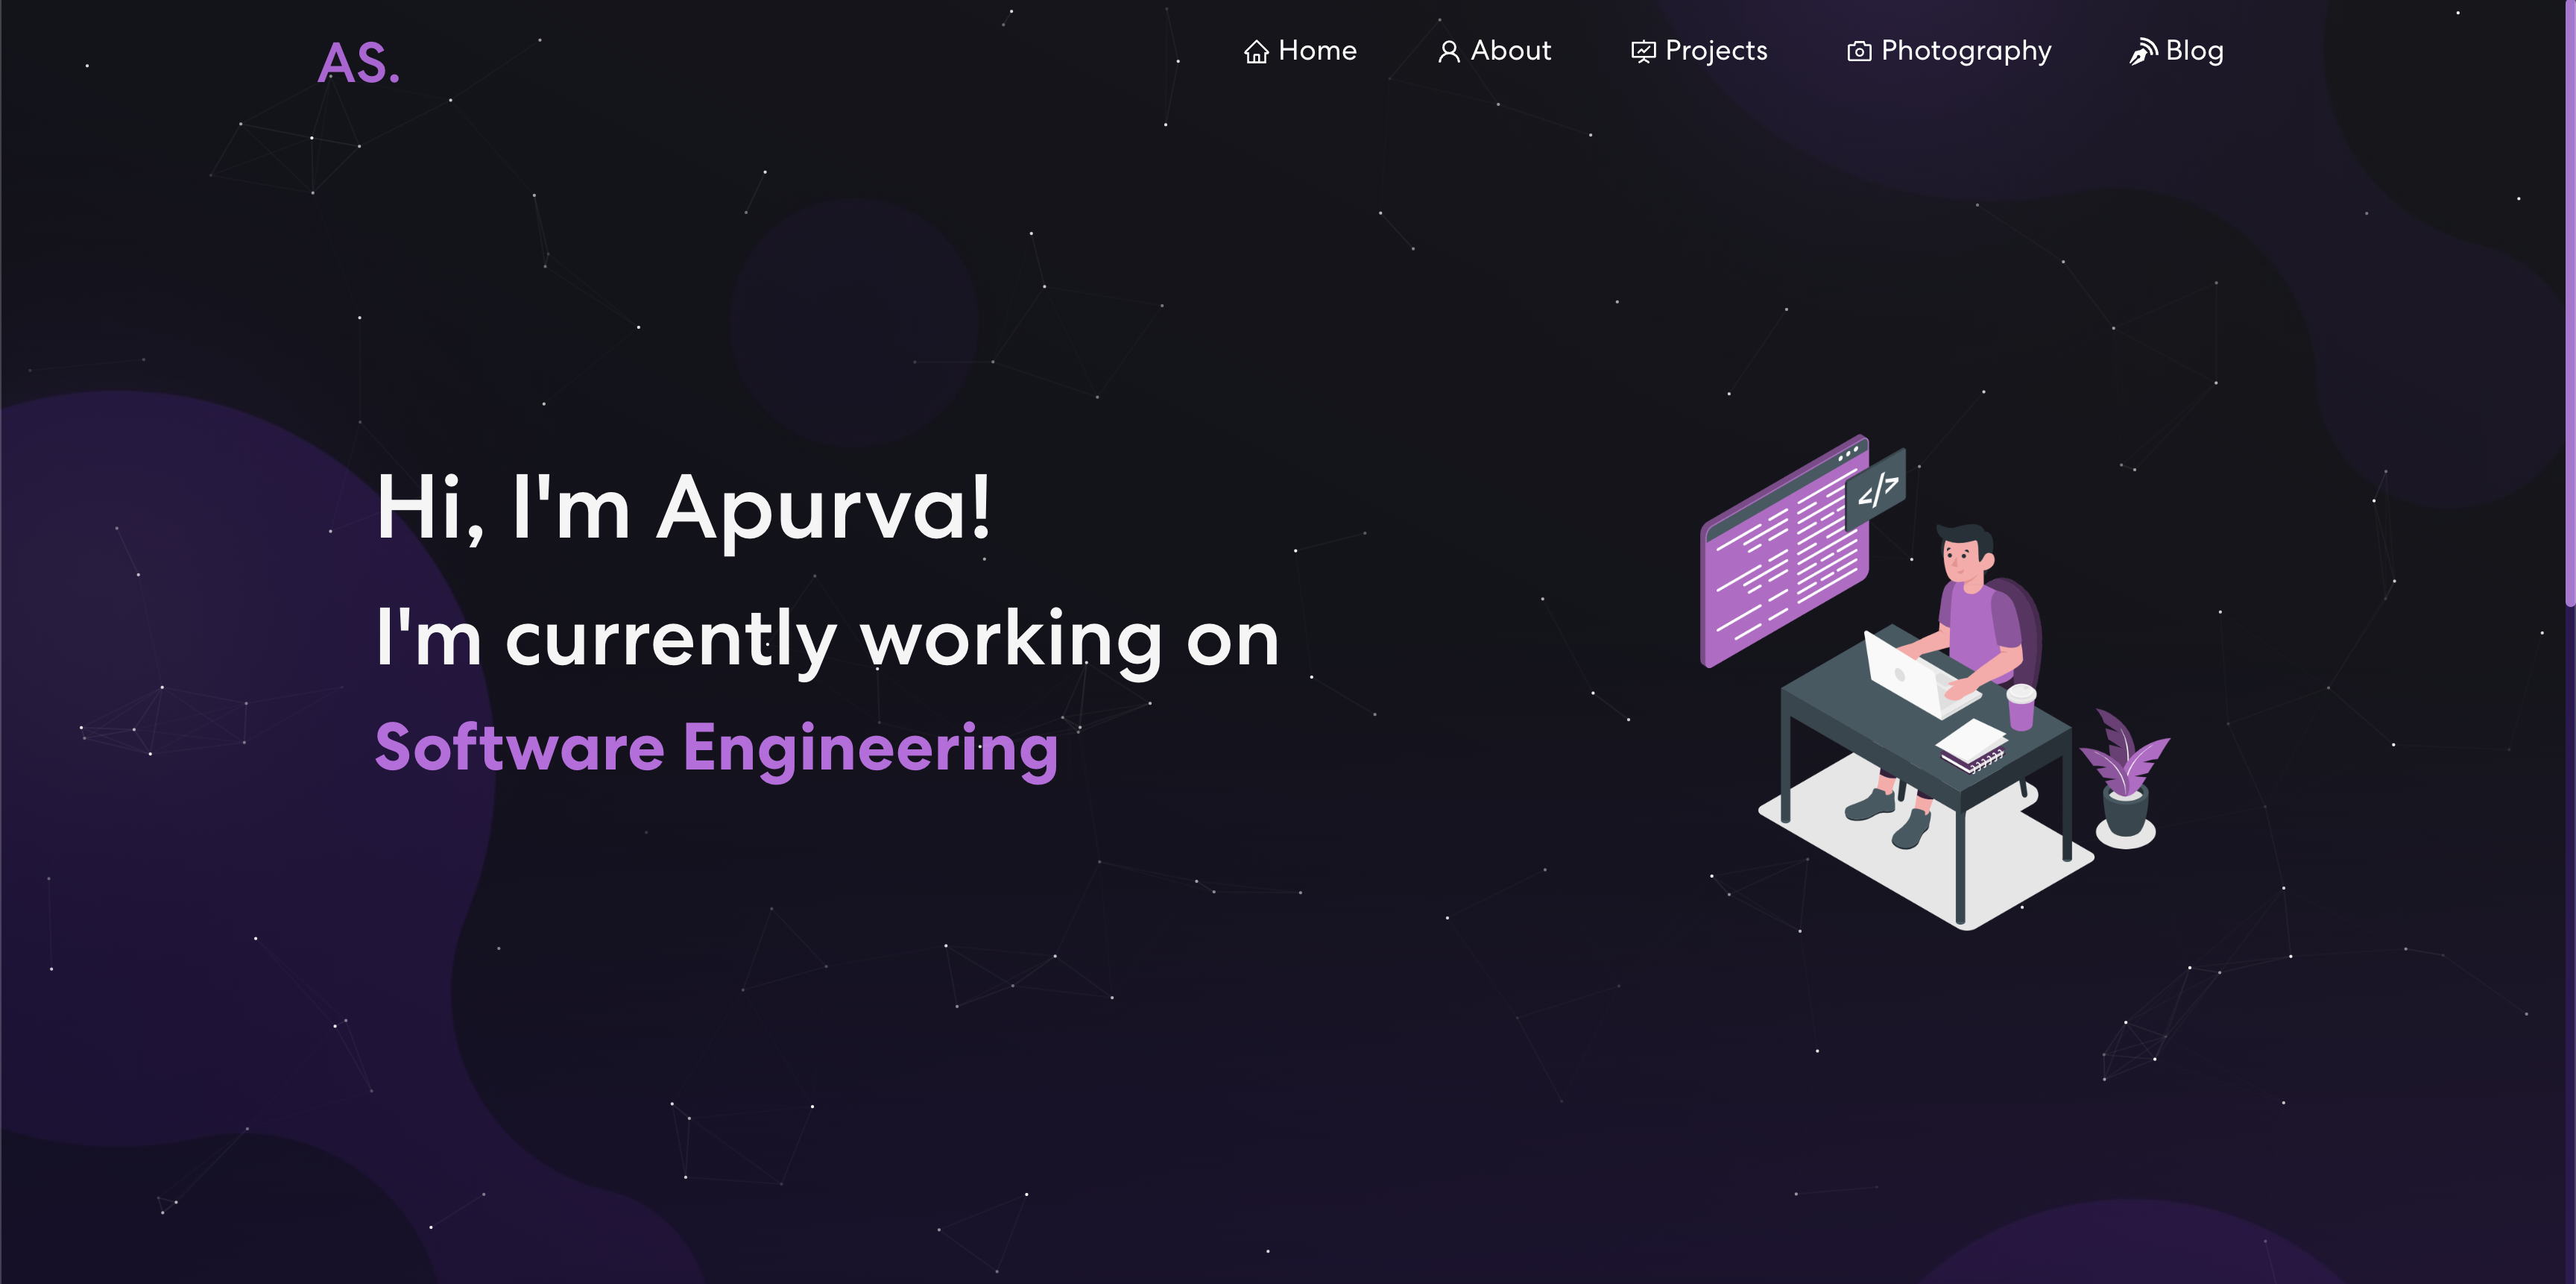 AS.
Home About Projects Photography Blog
</>
Hi, I'm Apurva!
I'm currently working on
Software Engineering